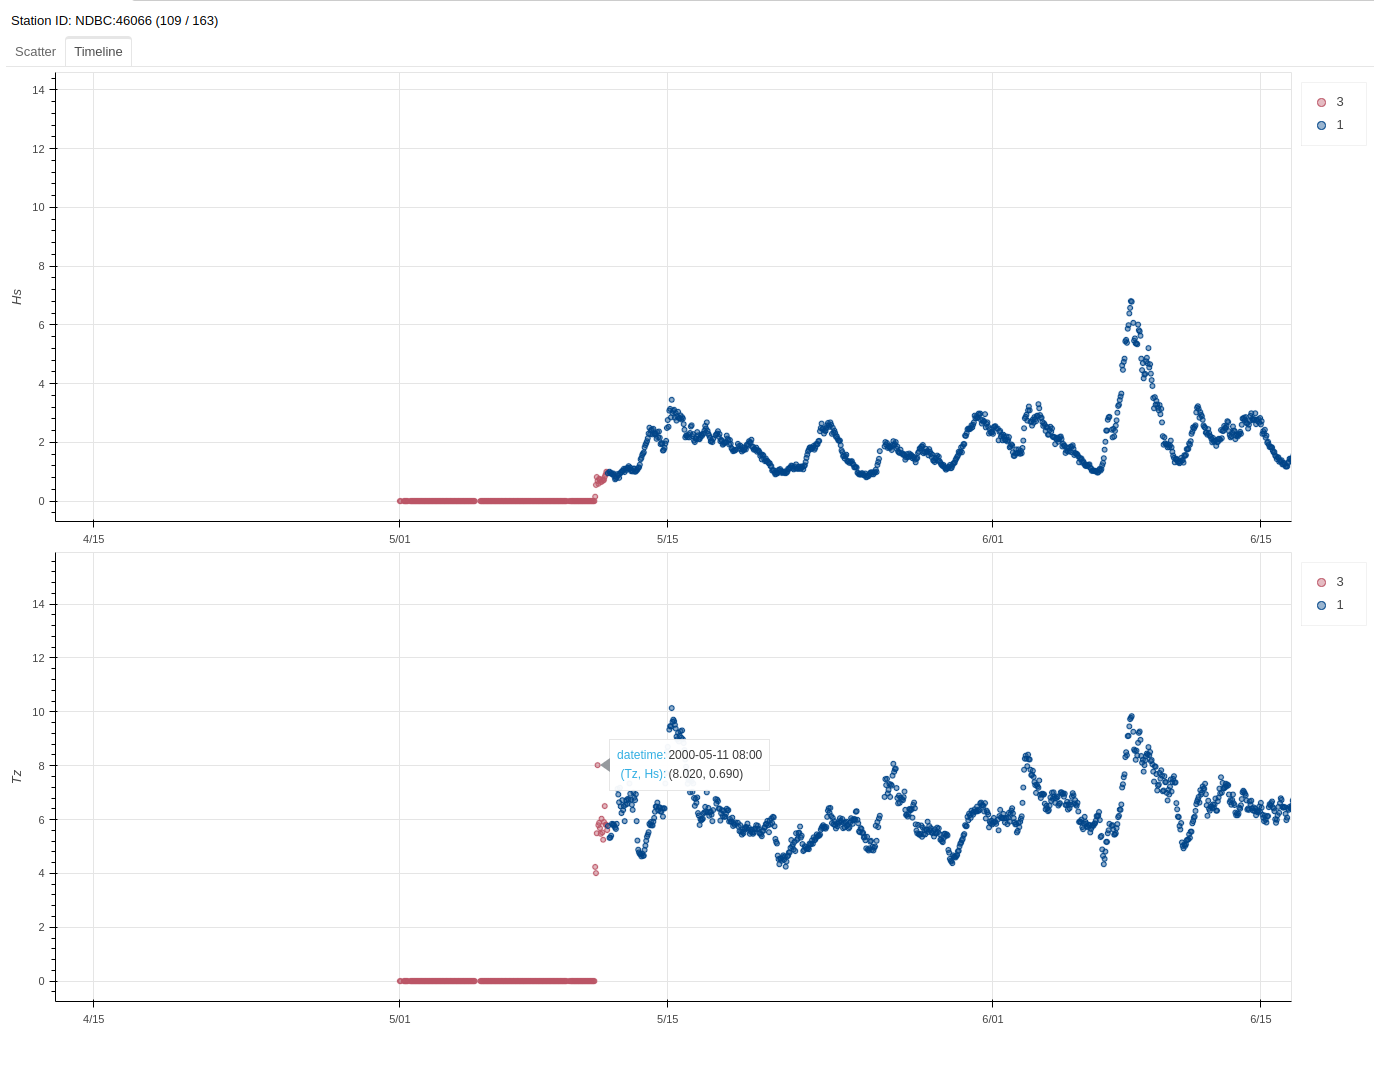 Station ID: NDBC:46066 (109 / 163)
Scatter Timeline
14
12
10
8
6
4
2
0
Hs
4/15 5/01 5/15 6/01 6/15
3
1
14
12
10
8
6
4
2
0
Tz
datetime: 2000-05-11 08:00
(Tz, Hs): (8.020, 0.690)
4/15 5/01 5/15 6/01 6/15
3
1